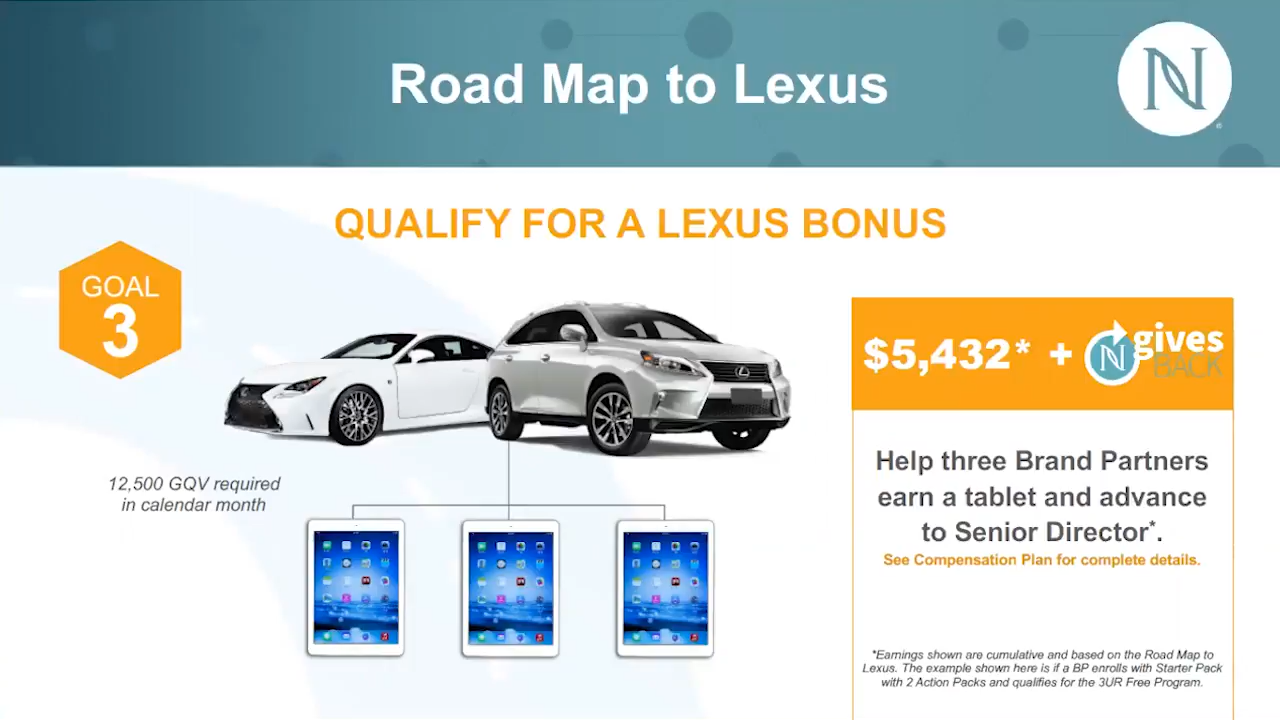 Road Map to Lexus
N
QUALIFY FOR A LEXUS BONUS
GOAL
3
$5,432* + N gives
BACK
12,500 GQV required
in calendar month
Help three Brand Partners
earn a tablet and advance
to Senior Director*.
See Compensation Plan for complete details.
*Earnings shown are cumulative and based on the Road Map to
Lexus. The example shown here is if a BP enrolls with Starter Pack
with 2 Action Packs and qualifies for the 3UR Free Program.